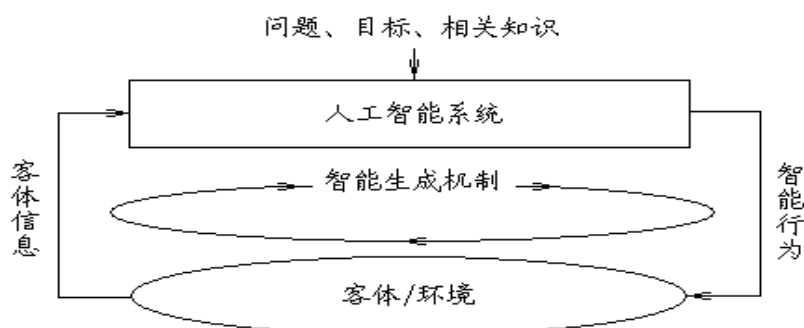 问题、目标、相关知识
人工智能系统
客体信息
智能生成机制
智能行为
客体/环境